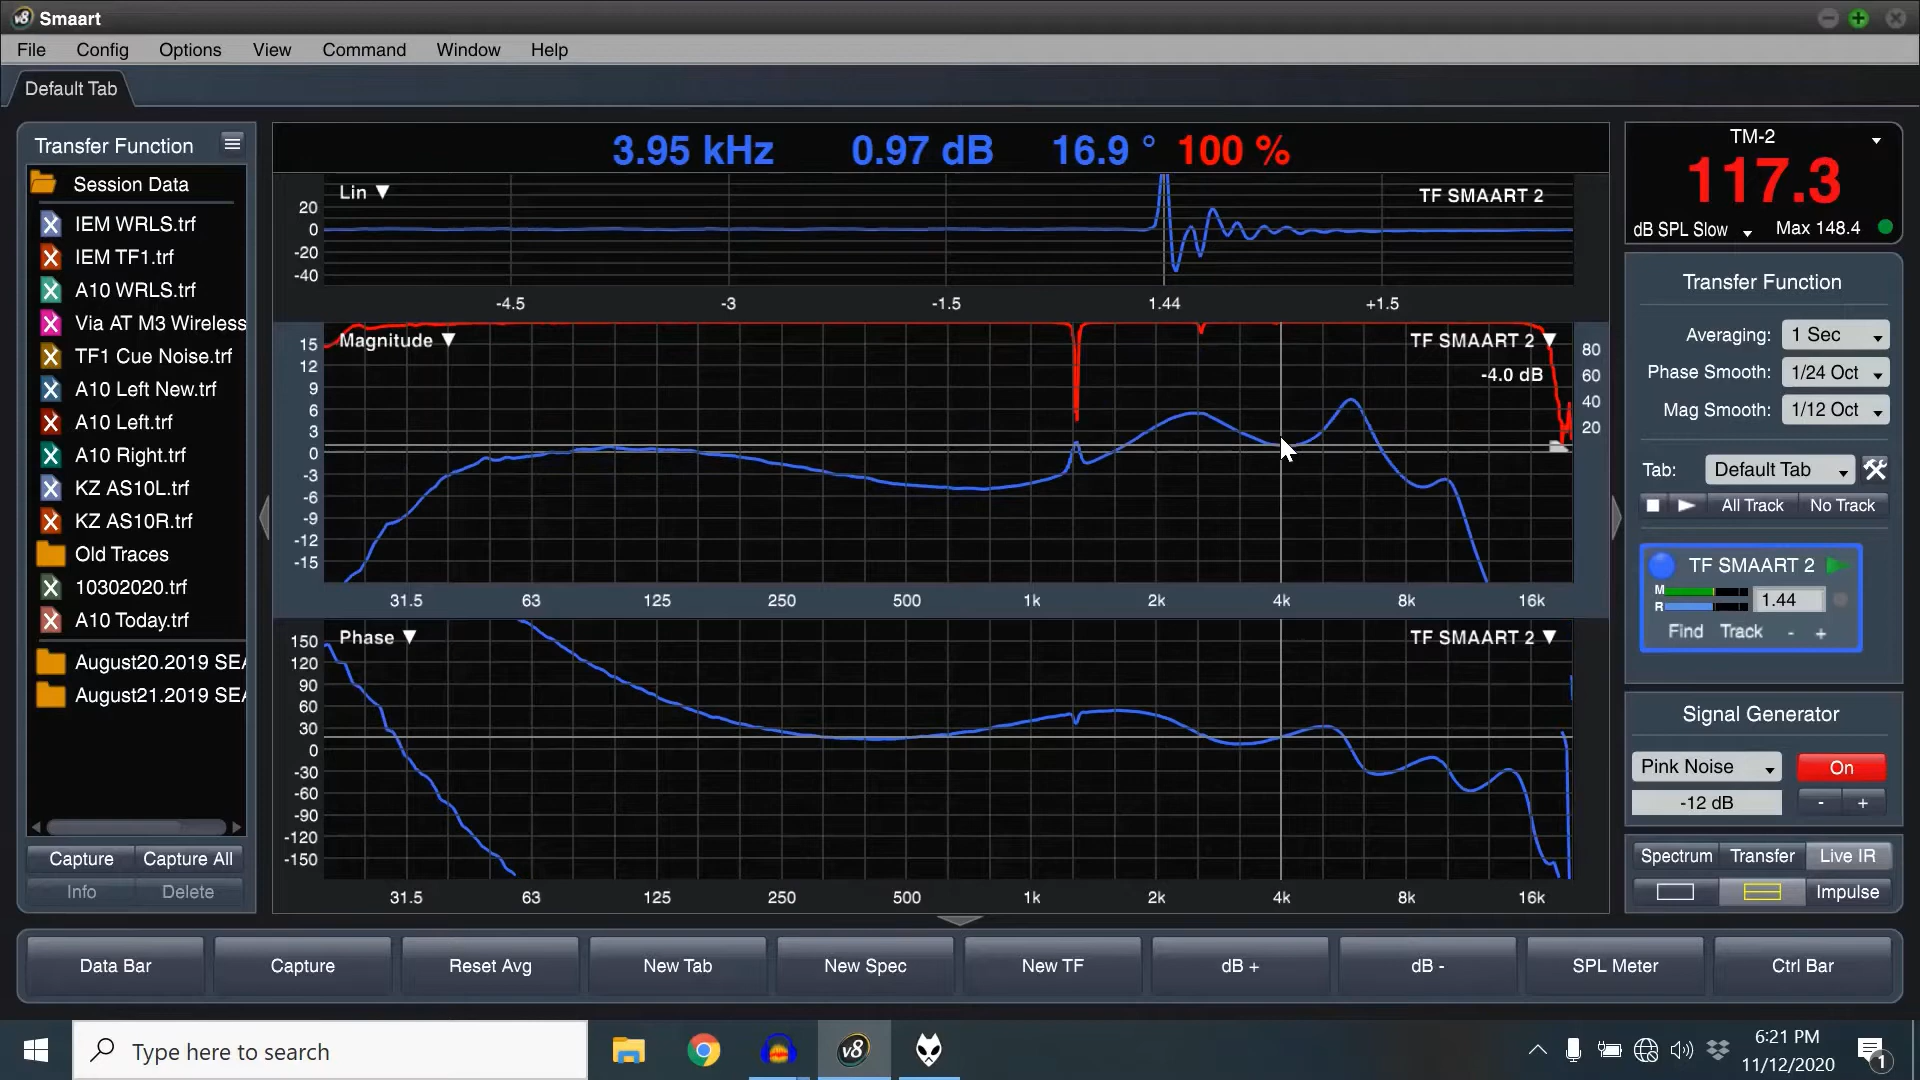 v8 Smaart
File Config Options View Command Window Help
Default Tab
Transfer Function
Session Data
IEM WRLS.trf
IEM TF1.trf
A10 WRLS.trf
Via AT M3 Wireless
TF1 Cue Noise.trf
A10 Left New.trf
A10 Left.trf
A10 Right.trf
KZ AS10L.trf
KZ AS10R.trf
Old Traces
10302020.trf
A10 Today.trf
August20.2019 SEA
August21.2019 SEA
Capture Capture All
Info Delete
3.95 kHz 0.97 dB 16.9 ° 100 %
Lin ▼ TF SMAART 2
20
0
-20
-40
-4.5 -3 -1.5 1.44 +1.5
Magnitude ▼ TF SMAART 2 ▼
-4.0 dB
15
12
9
6
3
0
-3
-6
-9
-12
-15
80
60
40
20
31.5 63 125 250 500 1k 2k 4k 8k 16k
Phase ▼ TF SMAART 2 ▼
150
120
90
60
30
0
-30
-60
-90
-120
-150
31.5 63 125 250 500 1k 2k 4k 8k 16k
TM-2
117.3
dB SPL Slow Max 148.4
Transfer Function
Averaging: 1 Sec
Phase Smooth: 1/24 Oct
Mag Smooth: 1/12 Oct
Tab: Default Tab
All Track No Track
TF SMAART 2
M
R
1.44
Find Track - +
Signal Generator
Pink Noise On
-12 dB - +
Spectrum Transfer Live IR
Impulse
Data Bar Capture Reset Avg New Tab New Spec New TF dB + dB - SPL Meter Ctrl Bar
Type here to search
v8
6:21 PM
11/12/2020
1